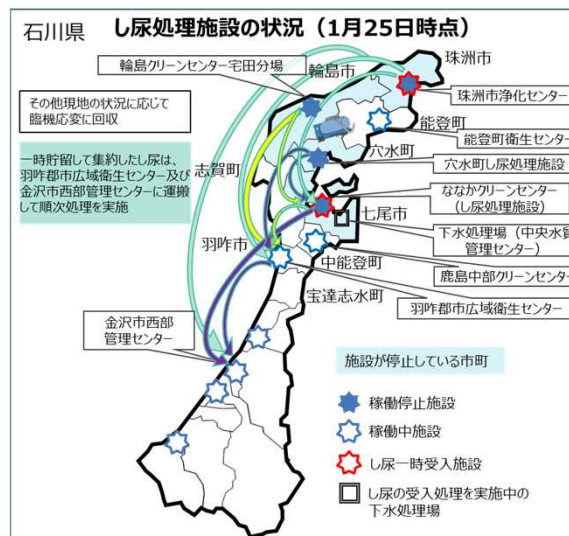 石川県
し尿処理施設の状況（1月25日時点）
輪島クリーンセンター宅田分場
輪島市
珠洲市
珠洲市浄化センター
その他現地の状況に応じて
臨機応変に回収
能登町
能登町衛生センター
一時貯留して集約したし尿は、
羽咋郡市広域衛生センター及び
金沢市西部管理センターに運搬
して順次処理を実施
志賀町
穴水町
穴水町し尿処理施設
ななかクリーンセンター
（し尿処理施設）
七尾市
下水処理場（中央水質
管理センター）
羽咋市
中能登町
鹿島中部クリーンセンター
宝達志水町
羽咋郡市広域衛生センター
金沢市西部
管理センター
施設が停止している市町
稼働停止施設
稼働中施設
し尿一時受入施設
し尿の受入処理を実施中の
下水処理場